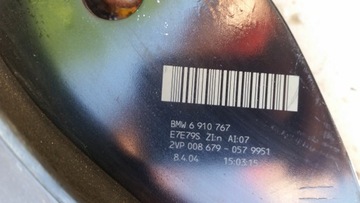 BMW 6 910 767
E7E79S ZI:n AI:07
2VP 008 679 - 057 9951
8.4.04 15:03:15